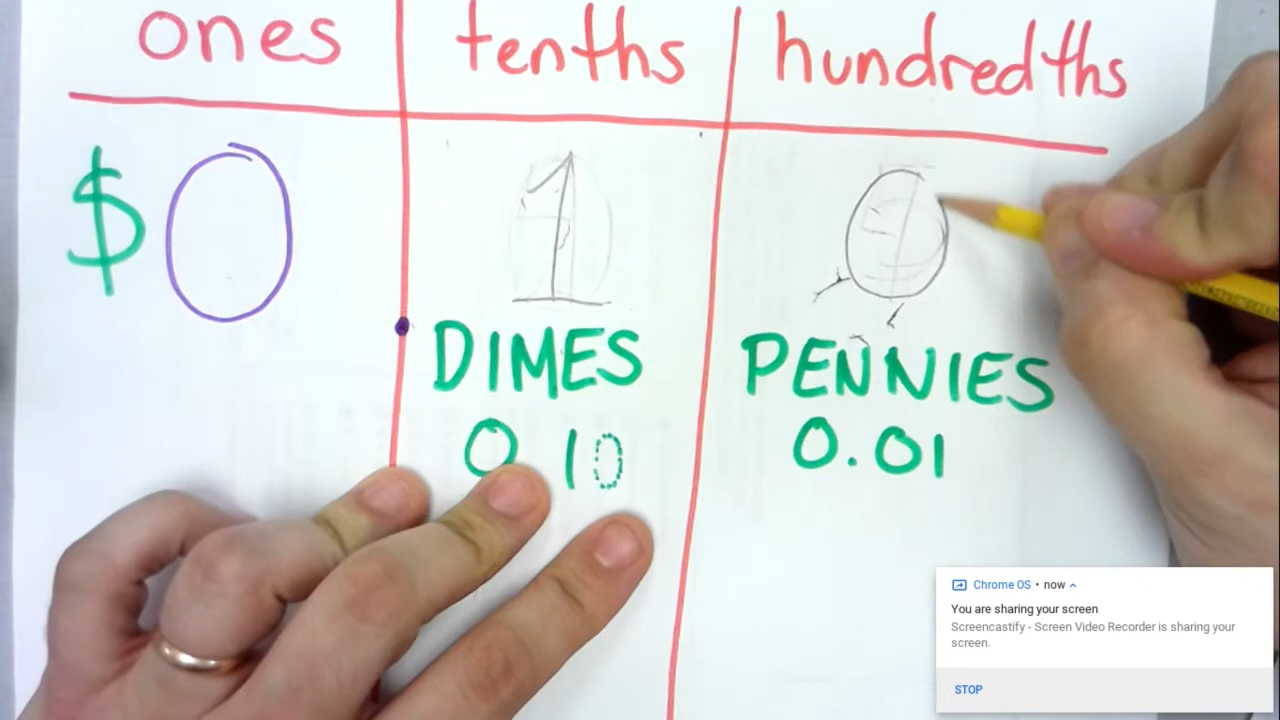 ones tenths hundredths
$ 0 1 0
DIMES PENNIES
0.10 0.01
Chrome OS • now
You are sharing your screen
Screencastify - Screen Video Recorder is sharing your
screen.
STOP